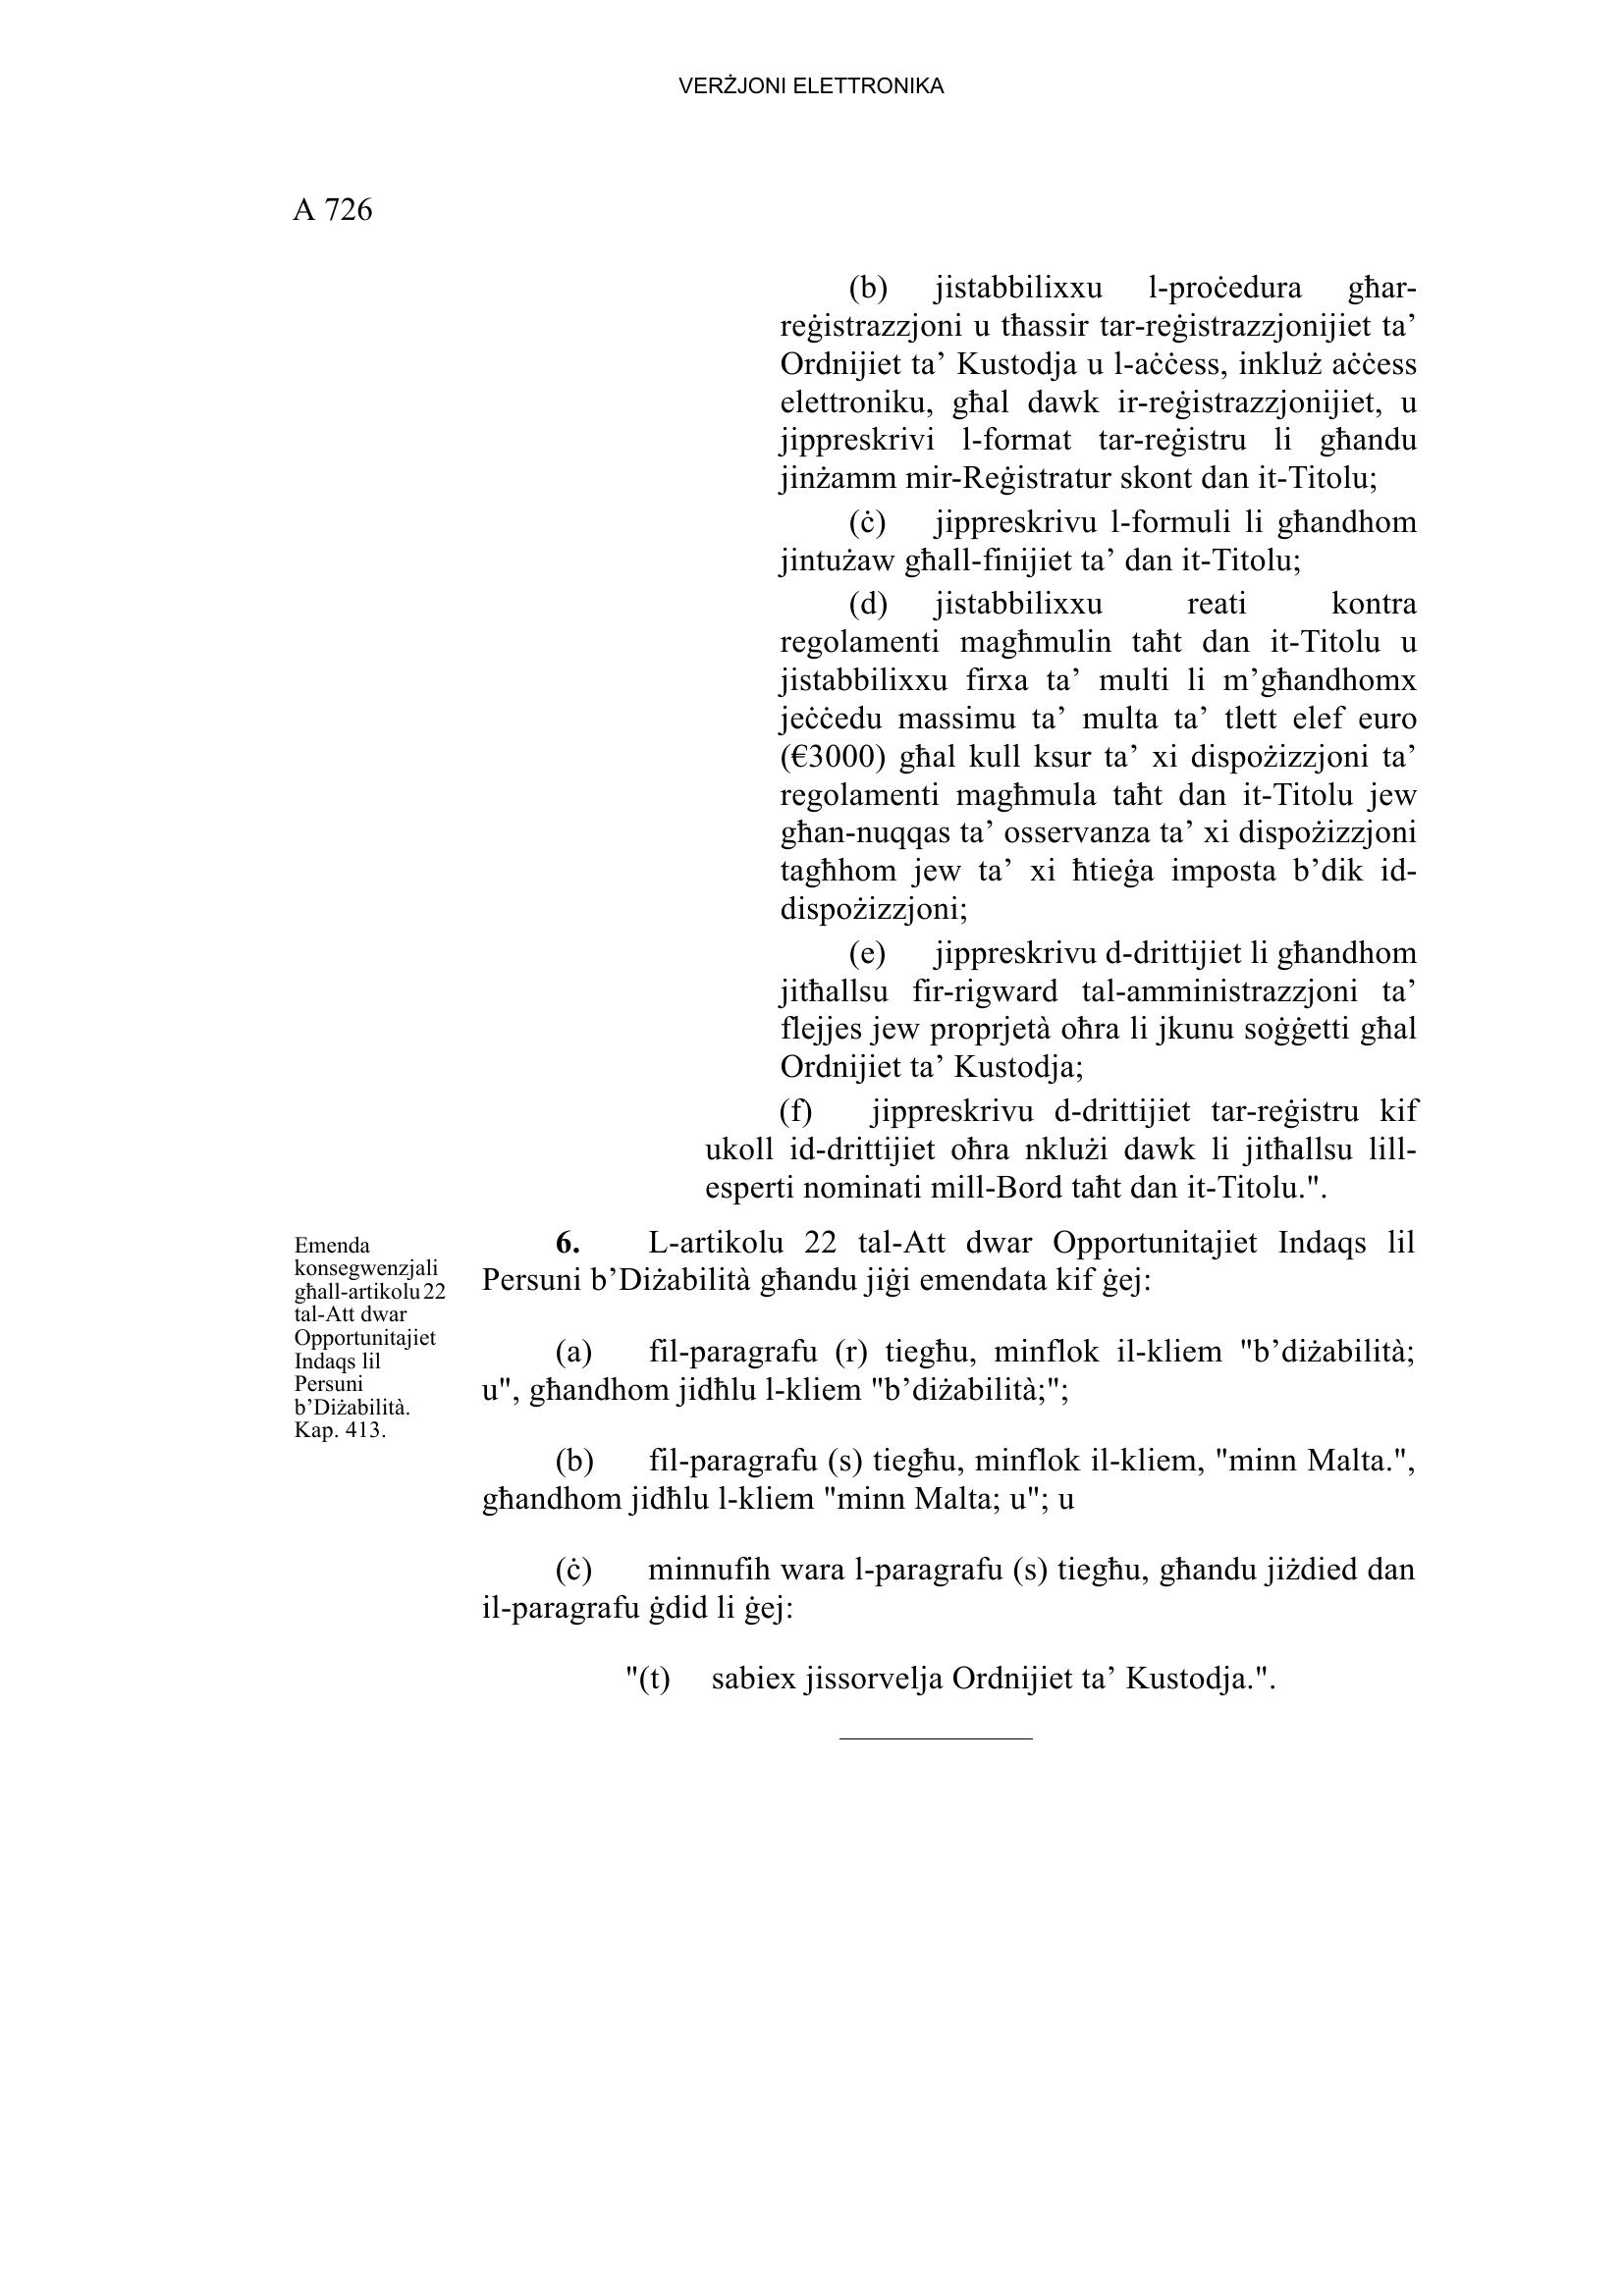 VERŻJONI ELETTRONIKA
A 726
(b) jistabbilixxu l-proċedura għar-
reġistrazzjoni u tħassir tar-reġistrazzjonijiet ta’
Ordnijiet ta’ Kustodja u l-aċċess, inkluż aċċess
elettroniku, għal dawk ir-reġistrazzjonijiet, u
jippreskrivi l-format tar-reġistru li għandu
jinżamm mir-Reġistratur skont dan it-Titolu;
(ċ) jippreskrivu l-formuli li għandhom
jintużaw għall-finijiet ta’ dan it-Titolu;
(d) jistabbilixxu reati kontra
regolamenti magħmulin taħt dan it-Titolu u
jistabbilixxu firxa ta’ multi li m’għandhomx
jeċċedu massimu ta’ multa ta’ tlett elef euro
(€3000) għal kull ksur ta’ xi dispożizzjoni ta’
regolamenti magħmula taħt dan it-Titolu jew
għan-nuqqas ta’ osservanza ta’ xi dispożizzjoni
tagħhom jew ta’ xi ħtieġa imposta b’dik id-
dispożizzjoni;
(e) jippreskrivu d-drittijiet li għandhom
jitħallsu fir-rigward tal-amministrazzjoni ta’
flejjes jew proprjetà oħra li jkunu soġġetti għal
Ordnijiet ta’ Kustodja;
(f) jippreskrivu d-drittijiet tar-reġistru kif
ukoll id-drittijiet oħra nklużi dawk li jitħallsu lill-
esperti nominati mill-Bord taħt dan it-Titolu.".
Emenda
konsegwenzjali
għall-artikolu 22
tal-Att dwar
Opportunitajiet
Indaqs lil
Persuni
b’Diżabilità.
Kap. 413.
6. L-artikolu 22 tal-Att dwar Opportunitajiet Indaqs lil
Persuni b’Diżabilità għandu jiġi emendata kif ġej:
(a) fil-paragrafu (r) tiegħu, minflok il-kliem "b’diżabilità;
u", għandhom jidħlu l-kliem "b’diżabilità;";
(b) fil-paragrafu (s) tiegħu, minflok il-kliem, "minn Malta.",
għandhom jidħlu l-kliem "minn Malta; u"; u
(ċ) minnufih wara l-paragrafu (s) tiegħu, għandu jiżdied dan
il-paragrafu ġdid li ġej:
"(t) sabiex jissorvelja Ordnijiet ta’ Kustodja.".